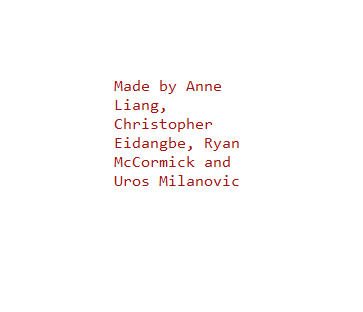 Made by Anne
Liang,
Christopher
Eidangbe, Ryan
McCormick and
Uros Milanovic